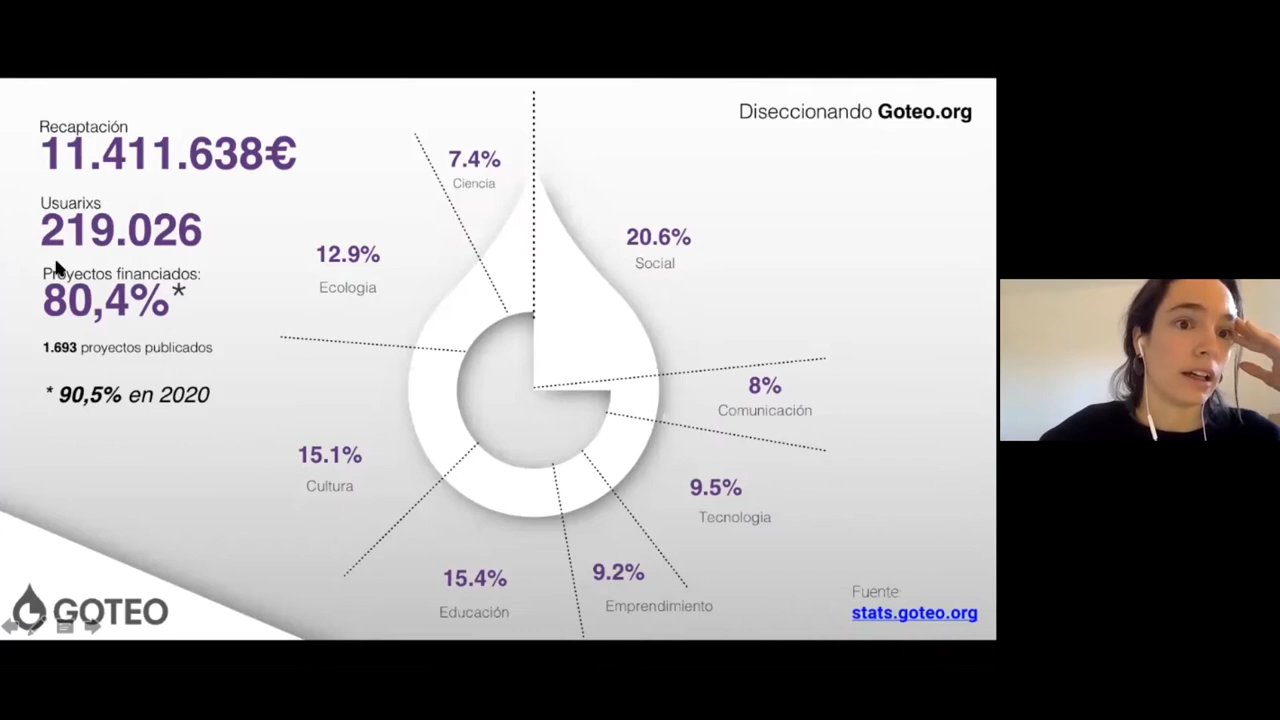 Diseccionando Goteo.org
Recaptación
11.411.638€
Usuarixs
219.026
Proyectos financiados:
80,4%*
1.693 proyectos publicados
* 90,5% en 2020
7.4%
Ciencia
20.6%
Social
12.9%
Ecologia
8%
Comunicación
15.1%
Cultura
9.5%
Tecnologia
15.4%
Educación
9.2%
Emprendimiento
Fuente
stats.goteo.org
GOTEO